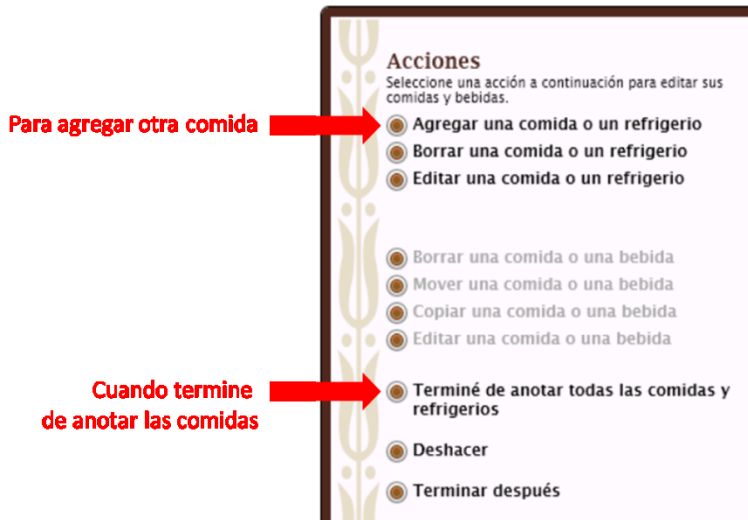 Acciones
Seleccione una acción a continuación para editar sus
comidas y bebidas.
Para agregar otra comida
Agregar una comida o un refrigerio
Borrar una comida o un refrigerio
Editar una comida o un refrigerio
Borrar una comida o una bebida
Mover una comida o una bebida
Copiar una comida o una bebida
Editar una comida o una bebida
Cuando termine
de anotar las comidas
Terminé de anotar todas las comidas y
refrigerios
Deshacer
Terminar después